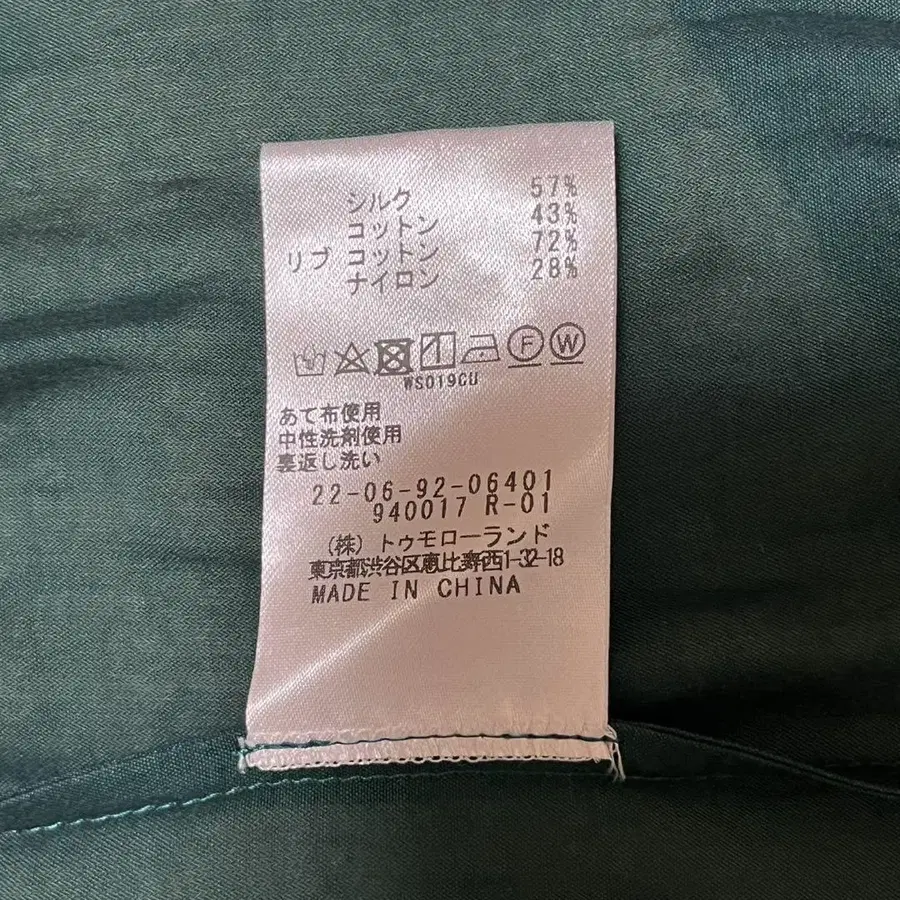 シルク 57%
コットン 43%
リブ コットン 72%
ナイロン 28%
F W
WS019CU
あて布使用
中性洗剤使用
裏返し洗い
22-06-92-06401
940017 R-01
(株) トゥモローランド
東京都渋谷区恵比寿西1-32-18
MADE IN CHINA